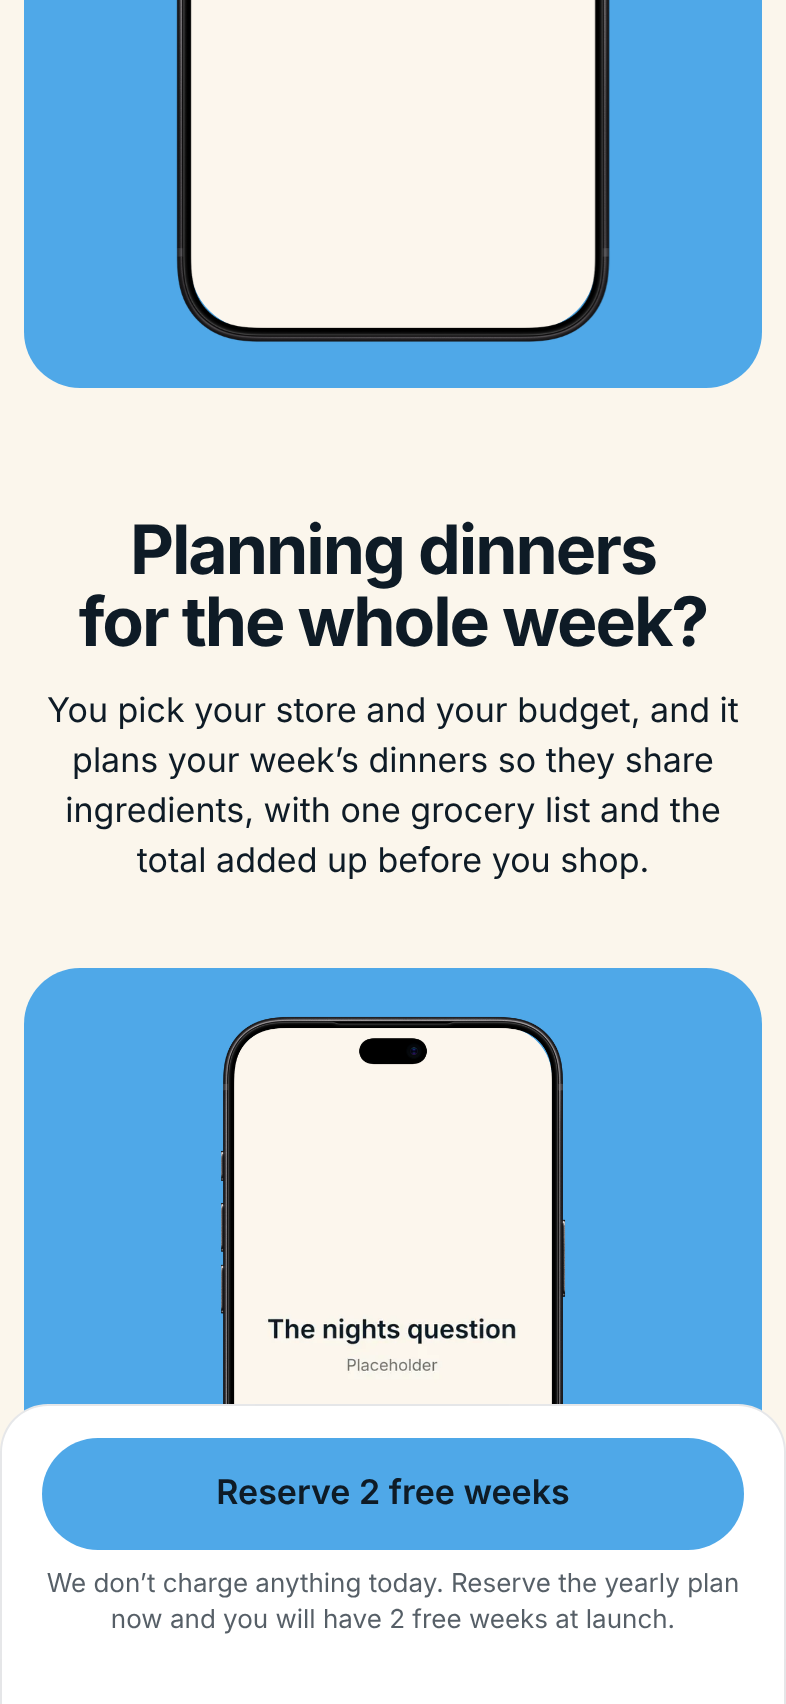 Planning dinners
for the whole week?
You pick your store and your budget, and it
plans your week’s dinners so they share
ingredients, with one grocery list and the
total added up before you shop.
The nights question
Placeholder
Reserve 2 free weeks
We don’t charge anything today. Reserve the yearly plan
now and you will have 2 free weeks at launch.